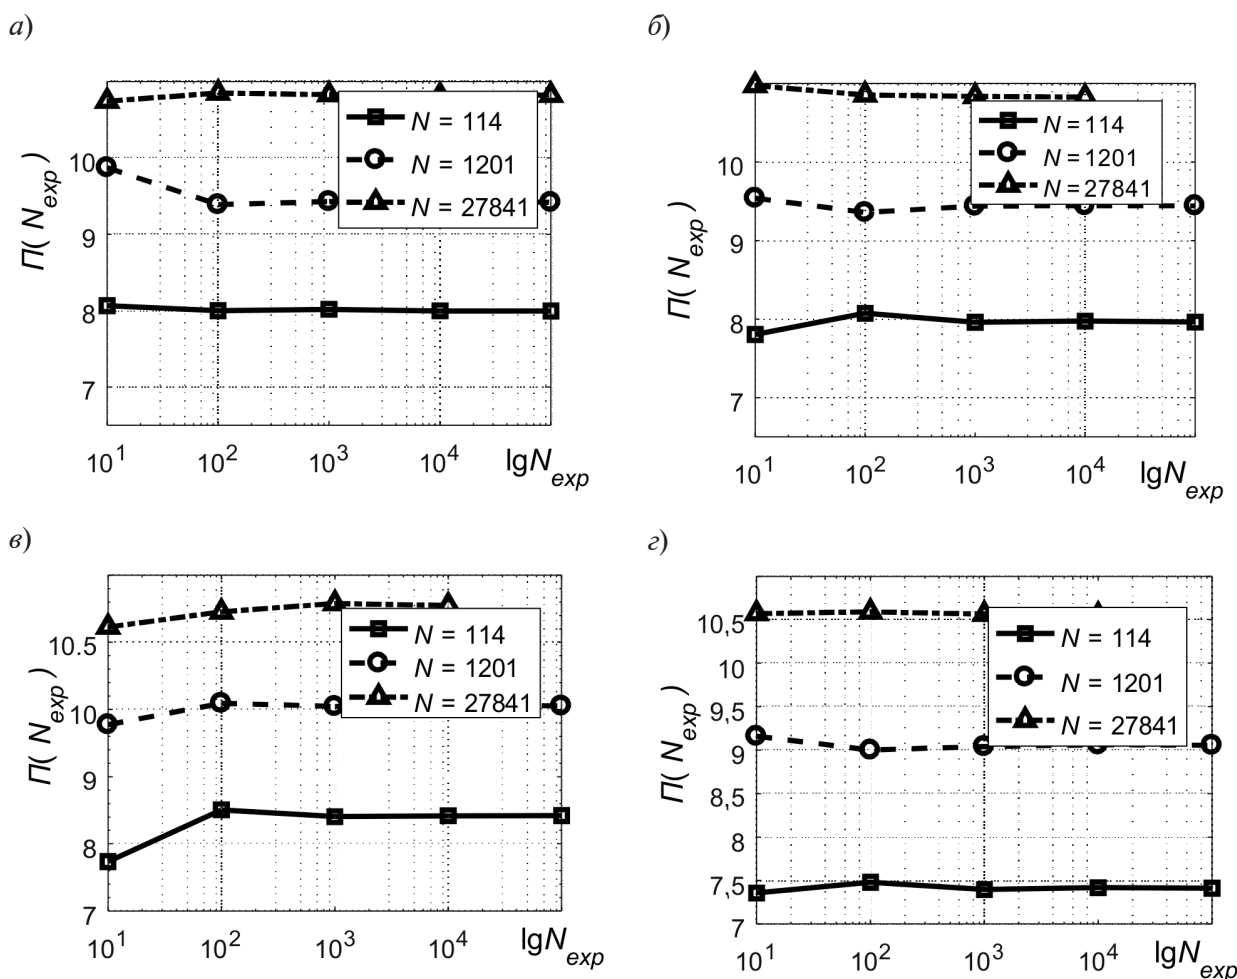 а)
10
9
8
7
П( N_exp)
N = 114
N = 1201
N = 27841
10^1 10^2 10^3 10^4 lgN_exp
б)
10
9
8
7
П( N_exp)
N = 114
N = 1201
N = 27841
10^1 10^2 10^3 10^4 lgN_exp
в)
10,5
10
9
8
7
П( N_exp)
N = 114
N = 1201
N = 27841
10^1 10^2 10^3 10^4 lgN_exp
г)
10,5
10
9.5
9
8,5
8
7,5
7
П( N_exp)
N = 114
N = 1201
N = 27841
10^1 10^2 10^3 10^4 lgN_exp